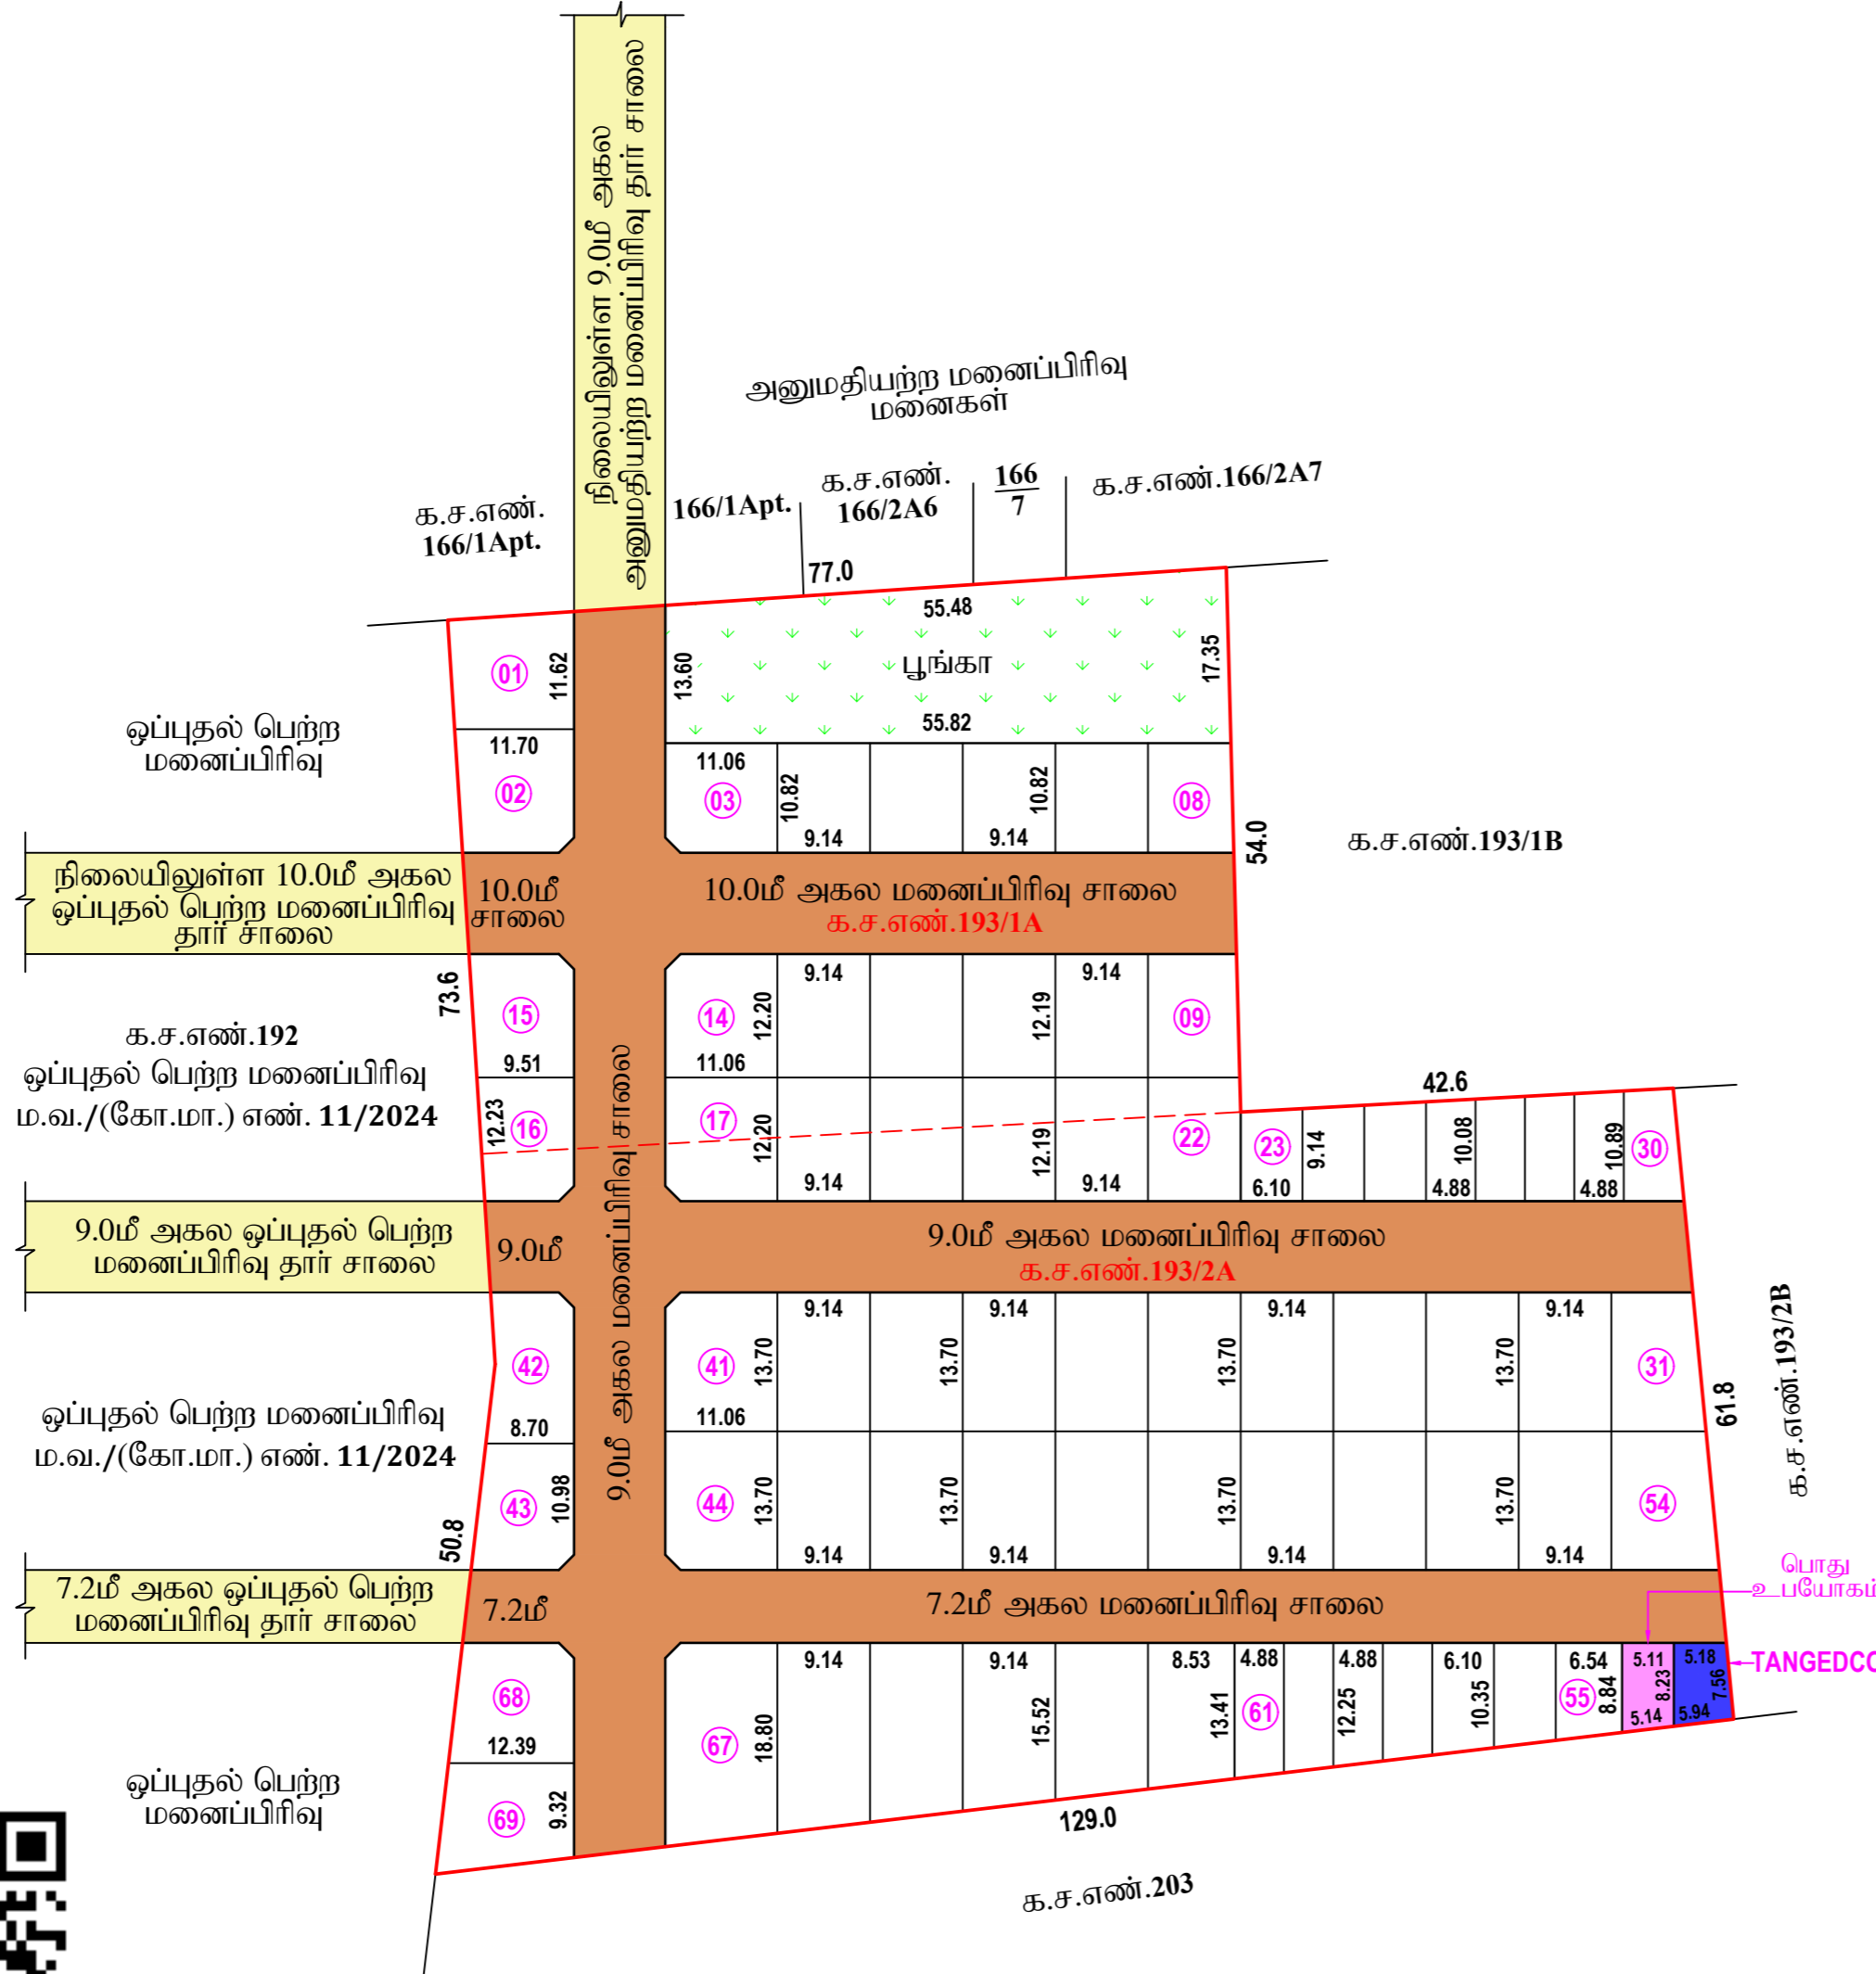 நிலையிலுள்ள 9.0மீ அகல
அனுமதியற்ற மனைப்பிரிவு தார் சாலை
அனுமதியற்ற மனைப்பிரிவு
மனைகள்
க.ச.எண்.
166/1Apt.
166/1Apt.
க.ச.எண்.
166/2A6
166
7
க.ச.எண்.166/2A7
77.0
55.48
01
11.62
13.60
பூங்கா
17.35
55.82
ஒப்புதல் பெற்ற
மனைப்பிரிவு
11.70
02
11.06
03
10.82
9.14
10.82
9.14
08
54.0
க.ச.எண்.193/1B
நிலையிலுள்ள 10.0மீ அகல
ஒப்புதல் பெற்ற மனைப்பிரிவு
தார் சாலை
10.0மீ
சாலை
10.0மீ அகல மனைப்பிரிவு சாலை
க.ச.எண்.193/1A
73.6
15
9.51
14
12.20
11.06
9.14
12.19
9.14
09
க.ச.எண்.192
ஒப்புதல் பெற்ற மனைப்பிரிவு
ம.வ./(கோ.மா.) எண். 11/2024
12.23
16
17
12.20
9.14
12.19
9.14
22
42.6
23
9.14
6.10
10.08
4.88
10.89
4.88
30
9.0மீ அகல ஒப்புதல் பெற்ற
மனைப்பிரிவு தார் சாலை
9.0மீ
9.0மீ அகல மனைப்பிரிவு சாலை
9.0மீ அகல மனைப்பிரிவு சாலை
க.ச.எண்.193/2A
42
8.70
41
13.70
11.06
9.14
13.70
9.14
13.70
9.14
13.70
9.14
31
61.8
க.ச.எண்.193/2B
ஒப்புதல் பெற்ற மனைப்பிரிவு
ம.வ./(கோ.மா.) எண். 11/2024
50.8
43
10.98
44
13.70
9.14
13.70
9.14
13.70
9.14
13.70
9.14
54
7.2மீ அகல ஒப்புதல் பெற்ற
மனைப்பிரிவு தார் சாலை
7.2மீ
7.2மீ அகல மனைப்பிரிவு சாலை
பொது
உபயோகம்
TANGEDCO
68
12.39
69
9.32
67
18.80
9.14
15.52
9.14
8.53
13.41
4.88
61
4.88
12.25
6.10
10.35
6.54
55
8.84
5.11
8.23
5.14
5.18
7.56
5.94
ஒப்புதல் பெற்ற
மனைப்பிரிவு
129.0
க.ச.எண்.203